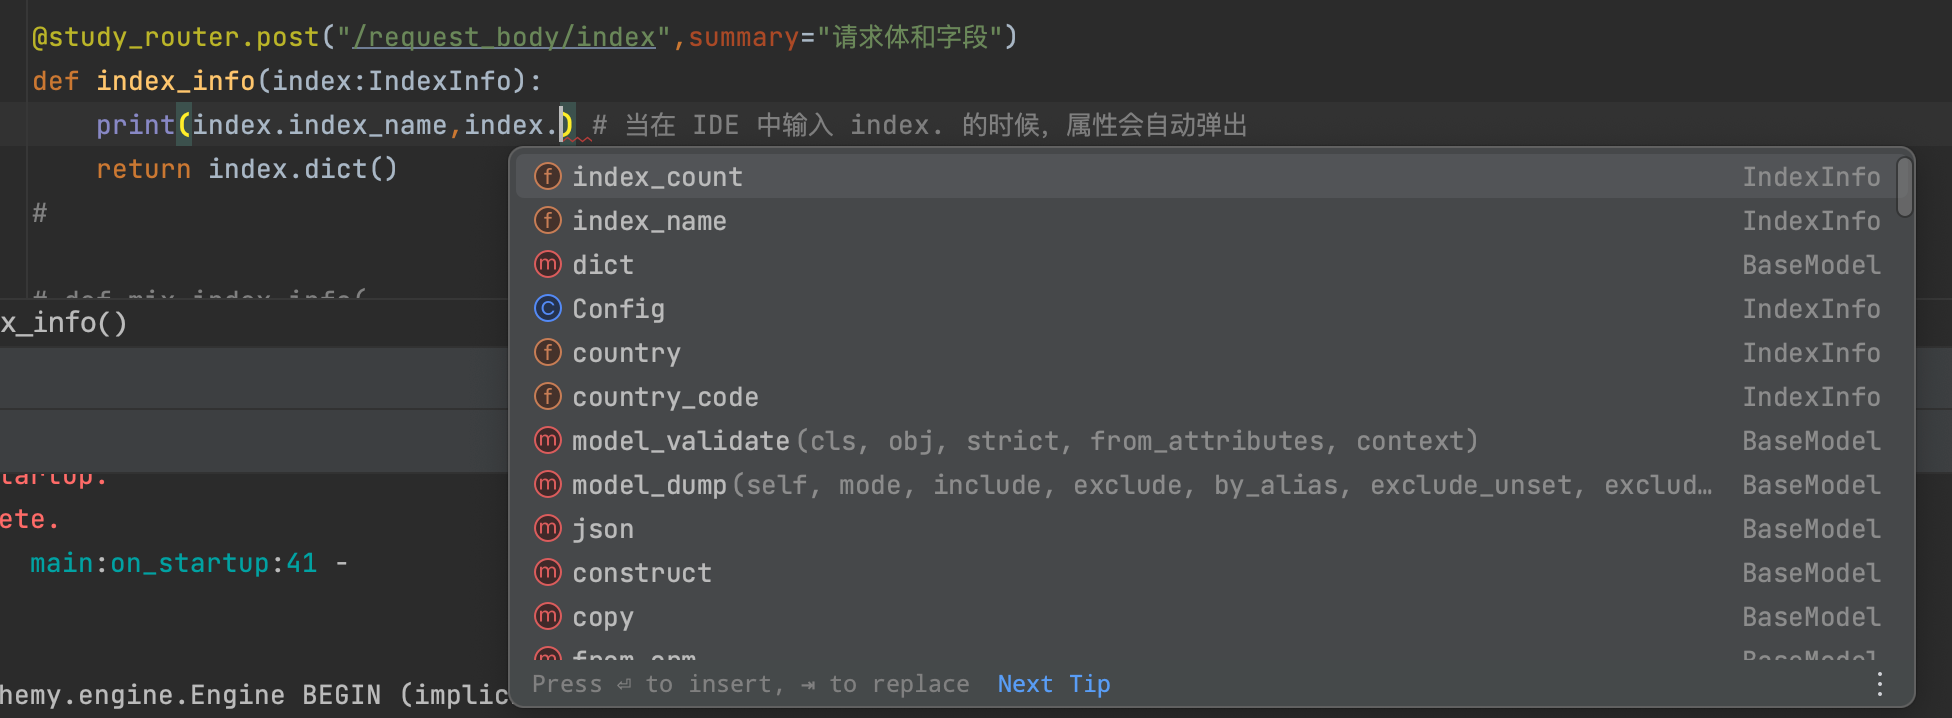 @study_router.post("/request_body/index",summary="请求体和字段")
def index_info(index:IndexInfo):
print(index.index_name,index.) # 当在 IDE 中输入 index. 的时候，属性会自动弹出
return index.dict()
#
# def mix_index_info(
x_info()
tartup.
ete.
main:on_startup:41 -
hemy.engine.Engine BEGIN (implic
f index_count IndexInfo
f index_name IndexInfo
m dict BaseModel
C Config IndexInfo
f country IndexInfo
f country_code IndexInfo
m model_validate(cls, obj, strict, from_attributes, context) BaseModel
m model_dump(self, mode, include, exclude, by_alias, exclude_unset, exclud… BaseModel
m json BaseModel
m construct BaseModel
m copy BaseModel
m from_orm BaseModel
Press ⏎ to insert, ⇥ to replace Next Tip